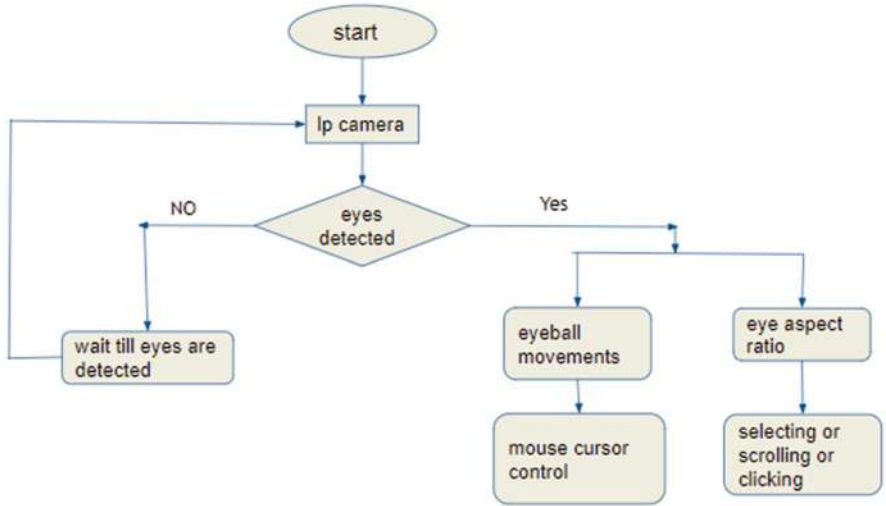 start
Ip camera
eyes
detected
NO
Yes
wait till eyes are
detected
eyeball
movements
eye aspect
ratio
mouse cursor
control
selecting or
scrolling or
clicking